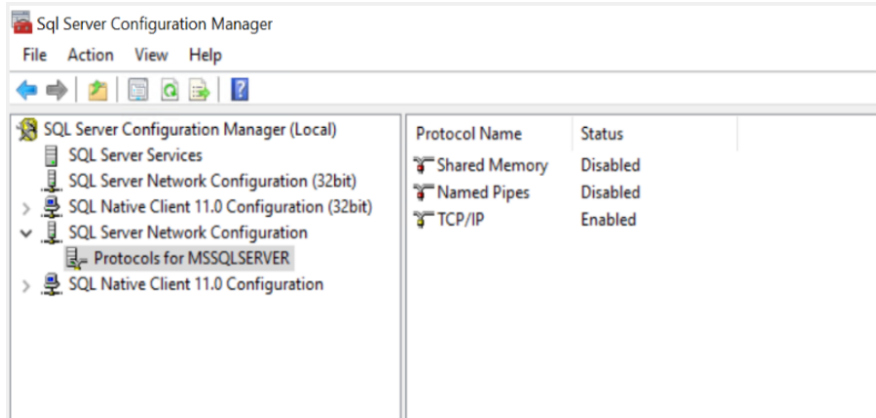 Sql Server Configuration Manager
File Action View Help
SQL Server Configuration Manager (Local)
SQL Server Services
SQL Server Network Configuration (32bit)
SQL Native Client 11.0 Configuration (32bit)
SQL Server Network Configuration
Protocols for MSSQLSERVER
SQL Native Client 11.0 Configuration
Protocol Name Status
Shared Memory Disabled
Named Pipes Disabled
TCP/IP Enabled